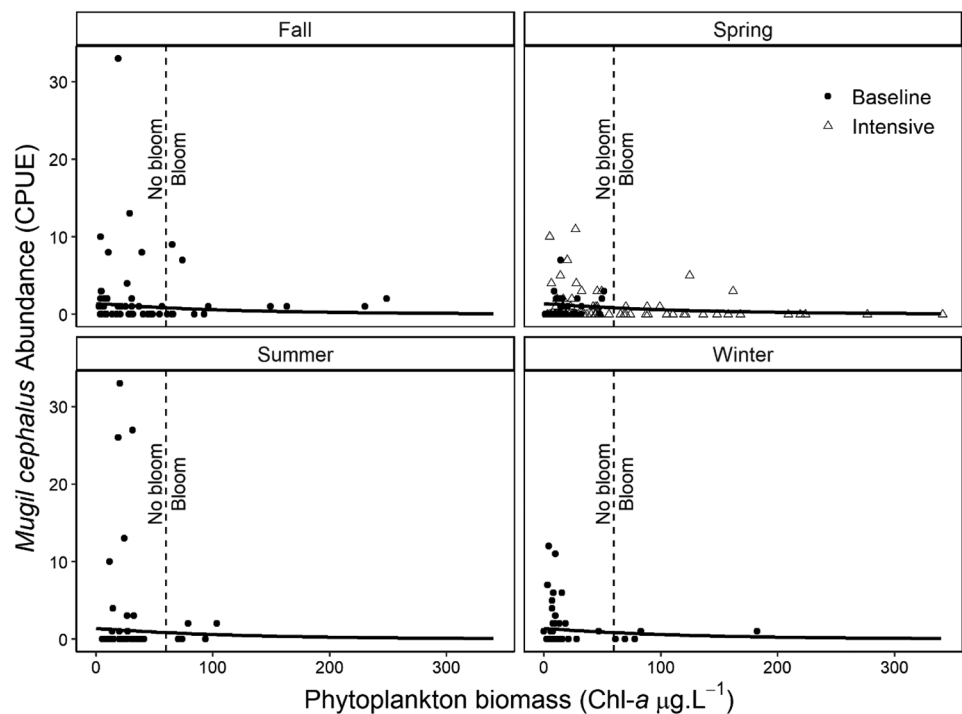 Fall
Spring
30
20
10
0
No bloom
Bloom
No bloom
Bloom
Baseline
Intensive
Summer
Winter
30
20
10
0
No bloom
Bloom
No bloom
Bloom
0
100
200
300
0
100
200
300
Mugil cephalus Abundance (CPUE)
Phytoplankton biomass (Chl-a µg.L⁻¹)